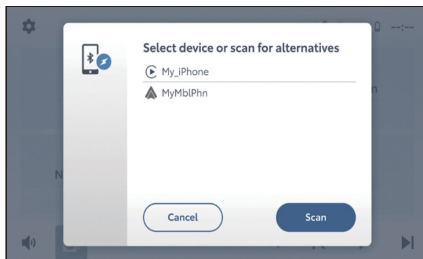 --:--
Select device or scan for alternatives
My_iPhone
MyMblPhn
Cancel
Scan